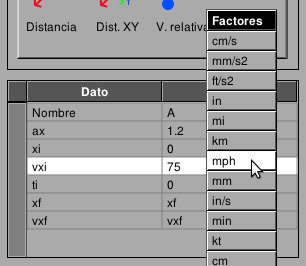 Distancia Dist. XY V. relativa
Factores
cm/s
mm/s2
ft/s2
in
mi
km
mph
mm
in/s
min
kt
cm
Dato
Nombre A
ax 1.2
xi 0
vxi 75
ti 0
xf xf
vxf vxf